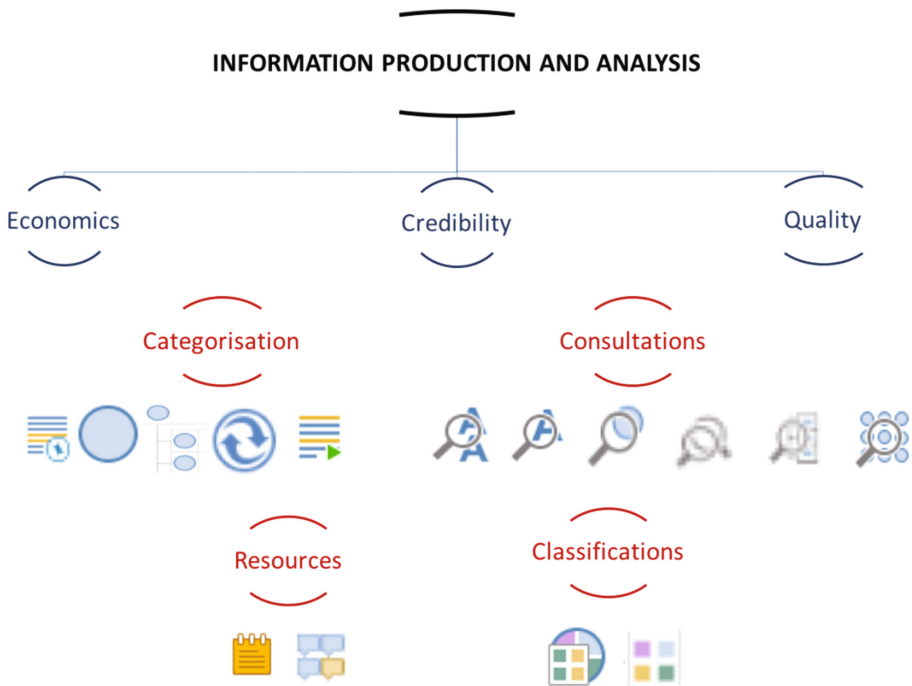 INFORMATION PRODUCTION AND ANALYSIS
Economics
Credibility
Quality
Categorisation
Consultations
Resources
Classifications